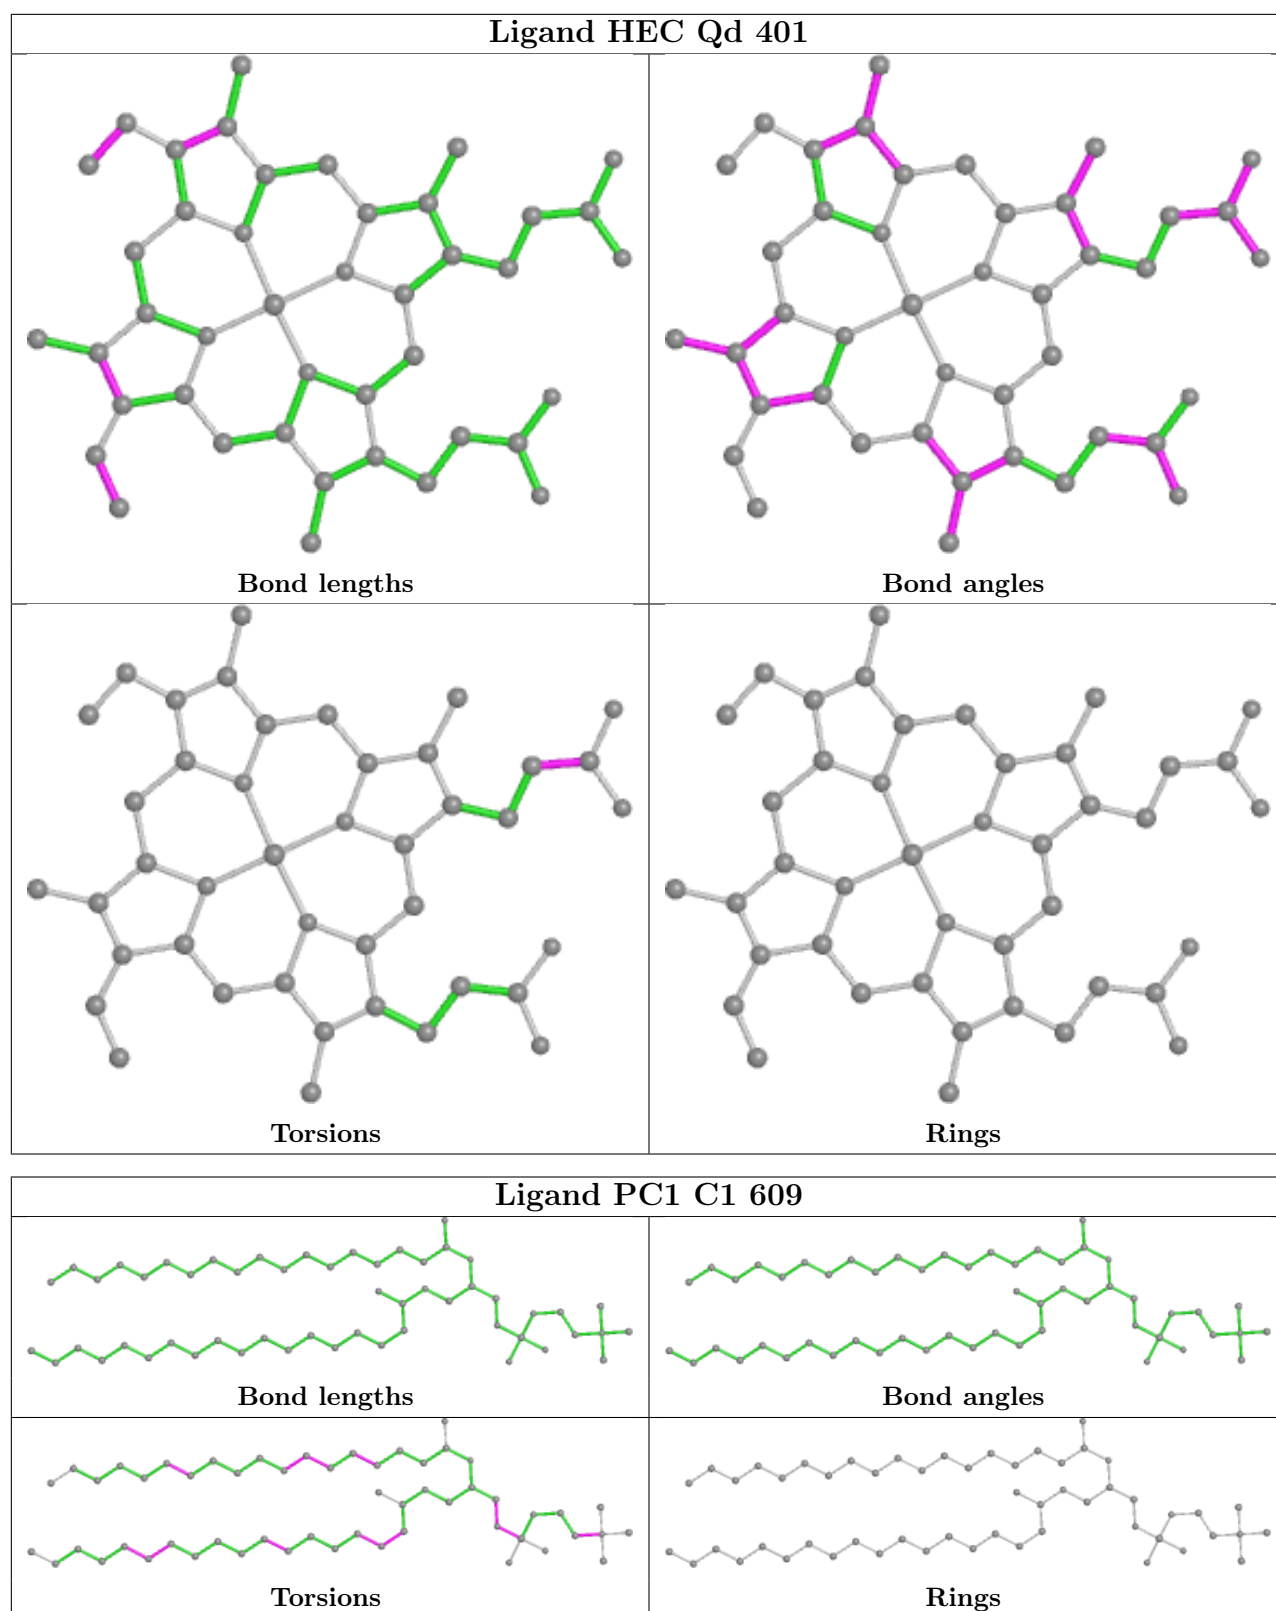 Ligand HEC Qd 401
Bond lengths
Bond angles
Torsions
Rings
Ligand PC1 C1 609
Bond lengths
Bond angles
Torsions
Rings